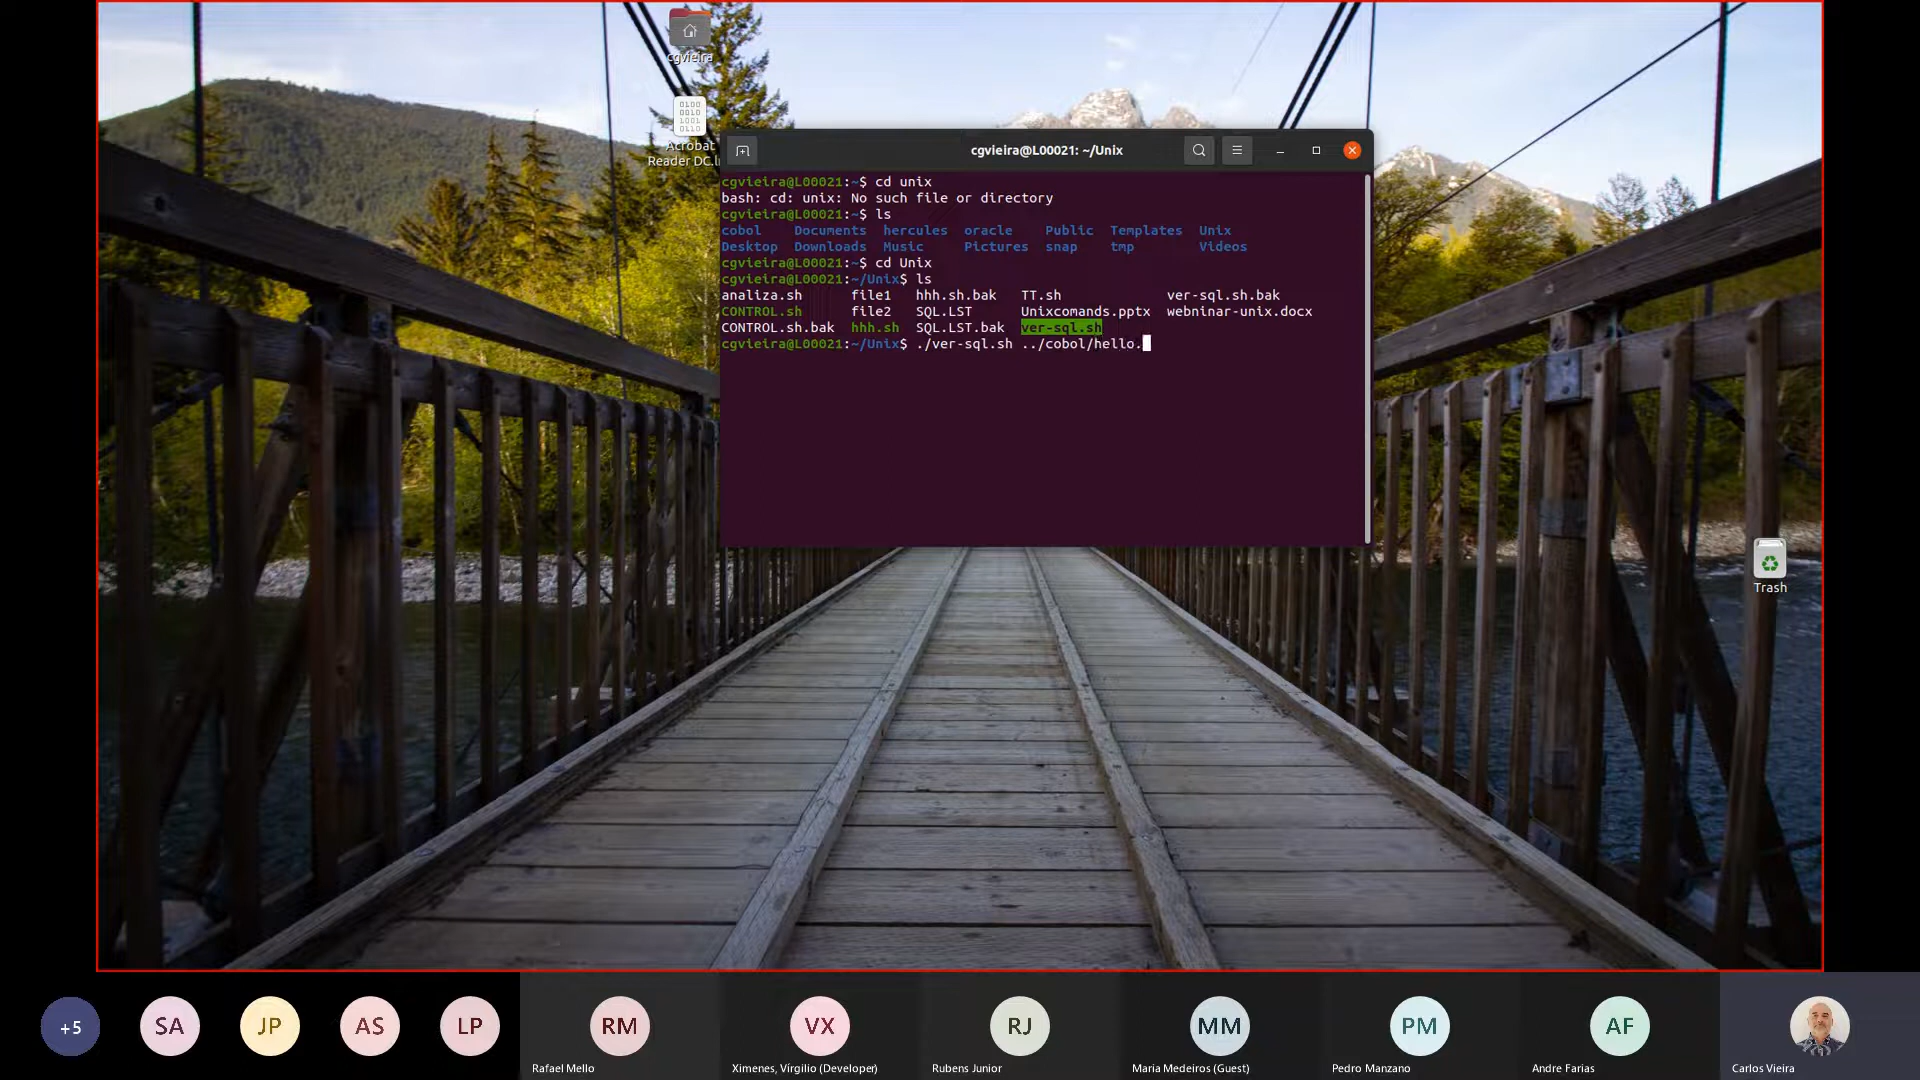 cgvieira
Acrobat
Reader DC.l
cgvieira@L00021: ~/Unix
cgvieira@L00021:~$ cd unix
bash: cd: unix: No such file or directory
cgvieira@L00021:~$ ls
cobol Documents hercules oracle Public Templates Unix
Desktop Downloads Music Pictures snap tmp Videos
cgvieira@L00021:~$ cd Unix
cgvieira@L00021:~/Unix$ ls
analiza.sh file1 hhh.sh.bak TT.sh ver-sql.sh.bak
CONTROL.sh file2 SQL.LST Unixcomands.pptx webninar-unix.docx
CONTROL.sh.bak hhh.sh SQL.LST.bak ver-sql.sh
cgvieira@L00021:~/Unix$ ./ver-sql.sh ../cobol/hello.
Trash
+5
SA
JP
AS
LP
RM
VX
RJ
MM
PM
AF
Rafael Mello
Ximenes, Vírgilio (Developer)
Rubens Junior
Maria Medeiros (Guest)
Pedro Manzano
Andre Farias
Carlos Vieira